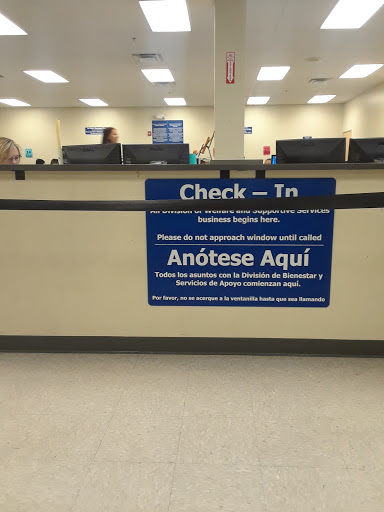 Check – In
All Division of Welfare and Supportive Services
business begins here.
Please do not approach window until called
Anótese Aquí
Todos los asuntos con la División de Bienestar y
Servicios de Apoyo comienzan aquí.
Por favor, no se acarque a la ventanilla hasta que sea llamando